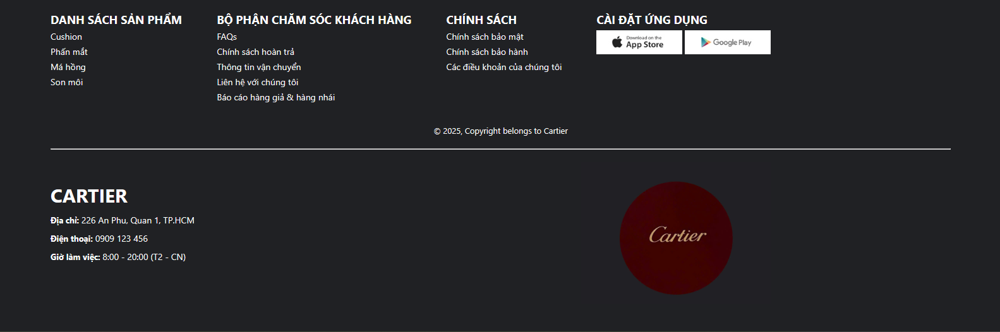 DANH SÁCH SẢN PHẨM
Cushion
Phấn mắt
Má hồng
Son môi
BỘ PHẬN CHĂM SÓC KHÁCH HÀNG
FAQs
Chính sách hoàn trả
Thông tin vận chuyển
Liên hệ với chúng tôi
Báo cáo hàng giả & hàng nhái
CHÍNH SÁCH
Chính sách bảo mật
Chính sách bảo hành
Các điều khoản của chúng tôi
CÀI ĐẶT ỨNG DỤNG
Download on the
App Store
Google Play
© 2025, Copyright belongs to Cartier
CARTIER
Địa chỉ: 226 An Phu, Quan 1, TP.HCM
Điện thoại: 0909 123 456
Giờ làm việc: 8:00 - 20:00 (T2 - CN)
Cartier